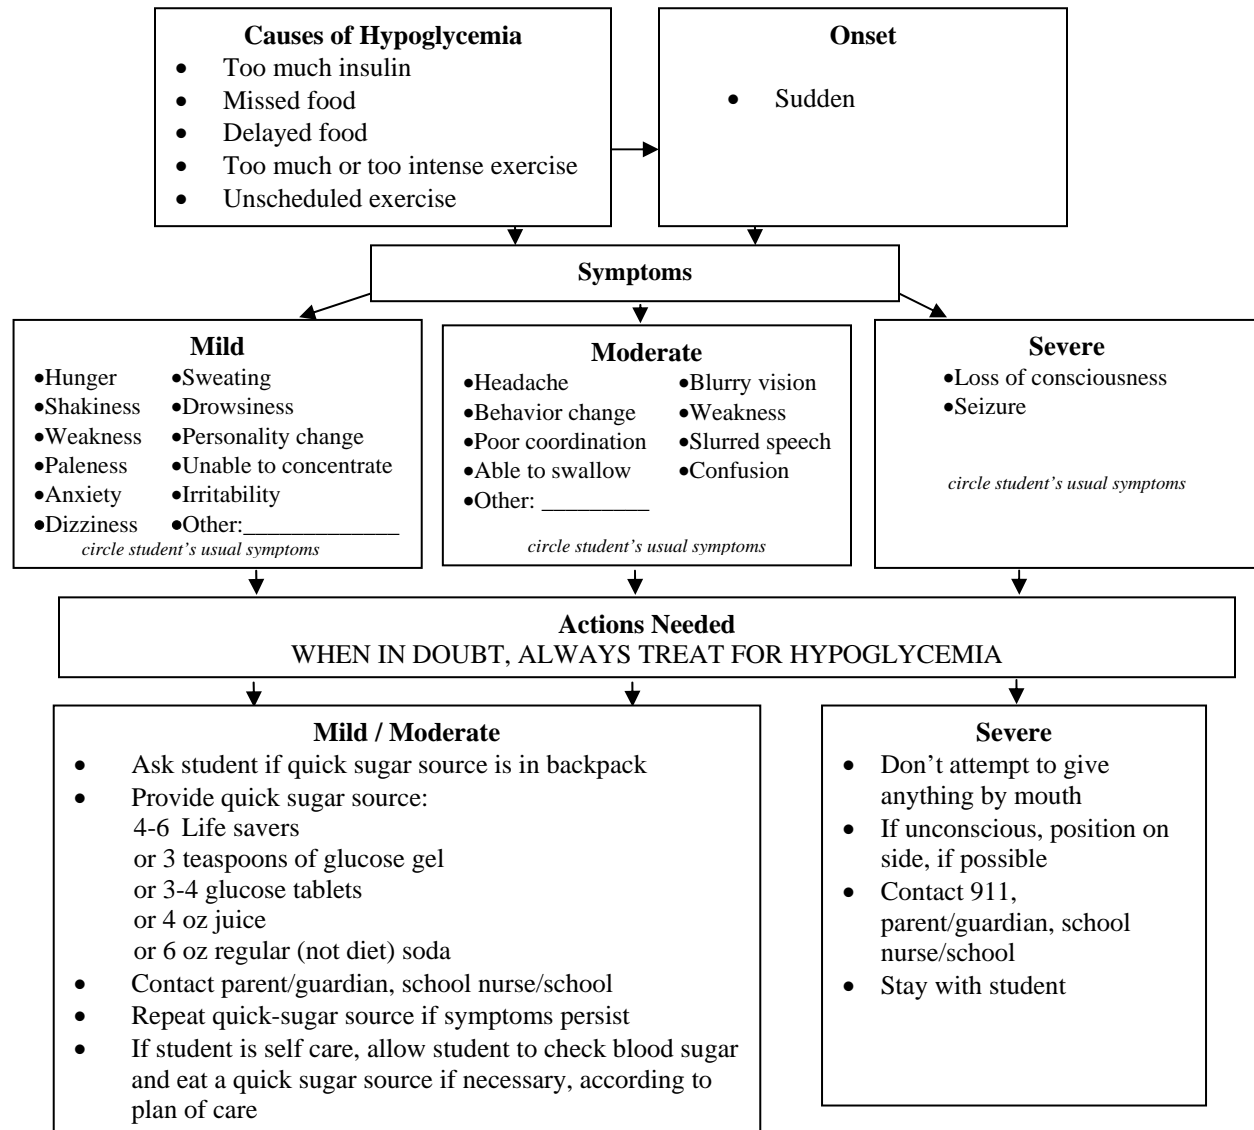 Causes of Hypoglycemia
• Too much insulin
• Missed food
• Delayed food
• Too much or too intense exercise
• Unscheduled exercise
Onset
• Sudden
Symptoms
Mild
•Hunger •Sweating
•Shakiness •Drowsiness
•Weakness •Personality change
•Paleness •Unable to concentrate
•Anxiety •Irritability
•Dizziness •Other:______________
circle student's usual symptoms
Moderate
•Headache •Blurry vision
•Behavior change •Weakness
•Poor coordination •Slurred speech
•Able to swallow •Confusion
•Other: _________
circle student's usual symptoms
Severe
•Loss of consciousness
•Seizure
circle student's usual symptoms
Actions Needed
WHEN IN DOUBT, ALWAYS TREAT FOR HYPOGLYCEMIA
Mild / Moderate
• Ask student if quick sugar source is in backpack
• Provide quick sugar source:
4-6 Life savers
or 3 teaspoons of glucose gel
or 3-4 glucose tablets
or 4 oz juice
or 6 oz regular (not diet) soda
• Contact parent/guardian, school nurse/school
• Repeat quick-sugar source if symptoms persist
• If student is self care, allow student to check blood sugar
and eat a quick sugar source if necessary, according to
plan of care
Severe
• Don't attempt to give
anything by mouth
• If unconscious, position on
side, if possible
• Contact 911,
parent/guardian, school
nurse/school
• Stay with student